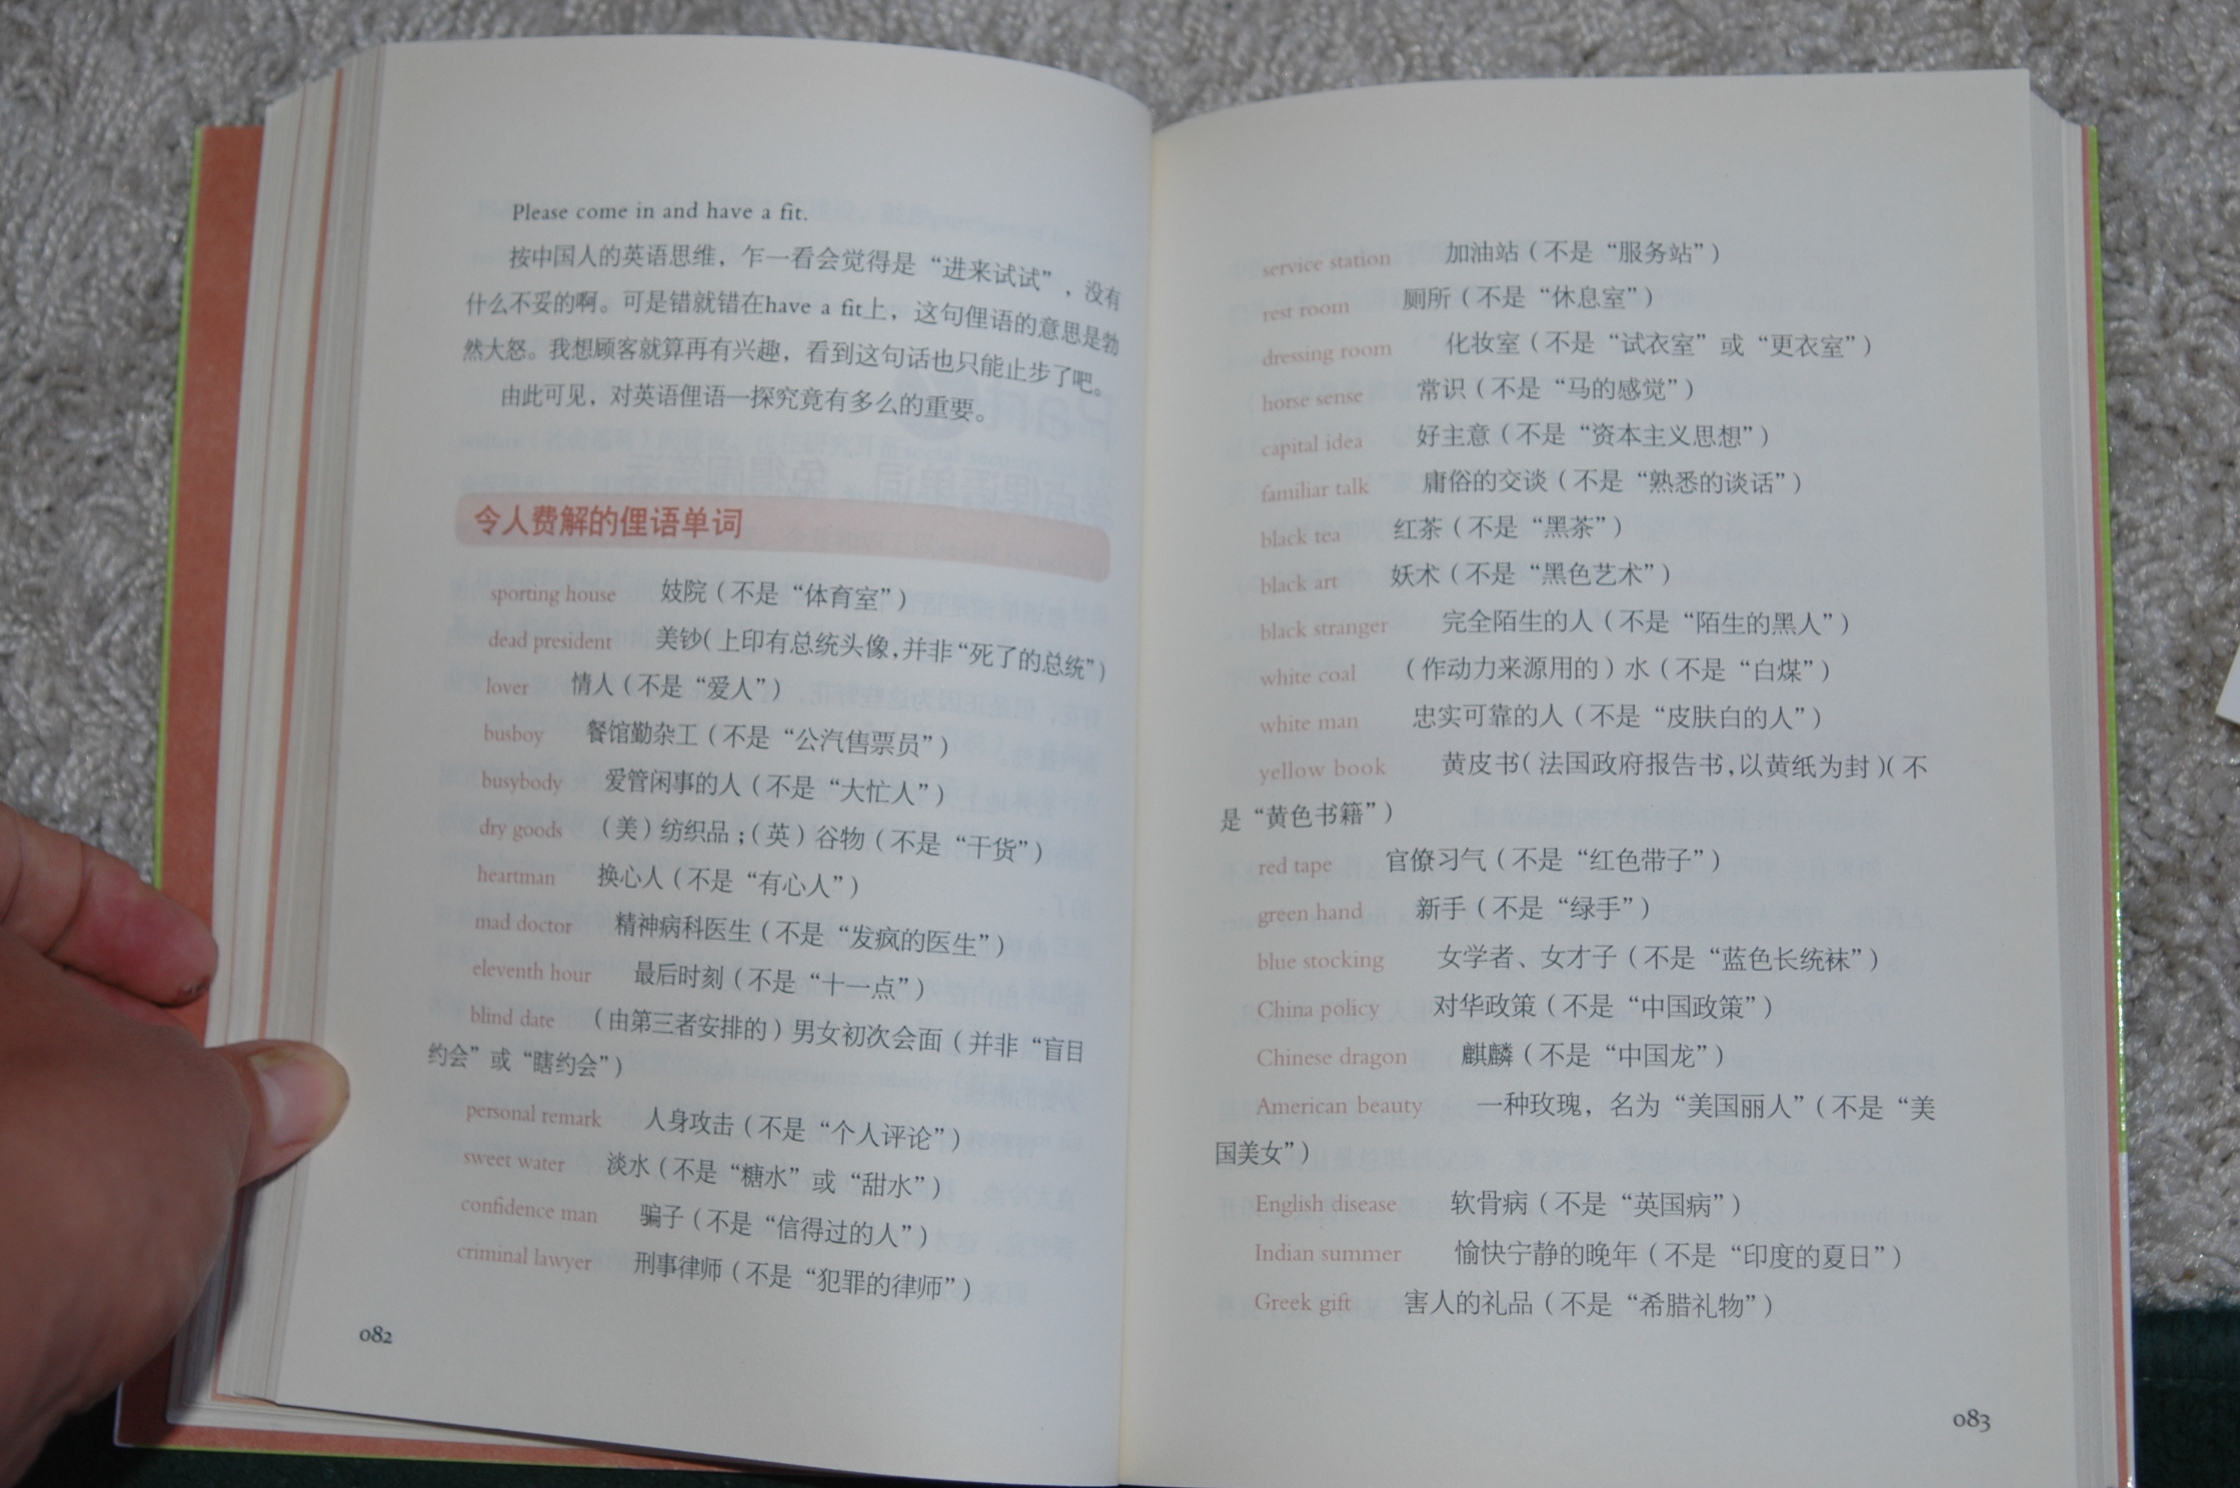 Please come in and have a fit.
按中国人的英语思维，乍一看会觉得是“进来试试”，没有
什么不妥的啊。可是错就错在have a fit上，这句俚语的意思是勃
然大怒。我想顾客就算再有兴趣，看到这句话也只能止步了吧。
由此可见，对英语俚语一探究竟有多么的重要。
令人费解的俚语单词
sporting house 妓院（不是“体育室”）
dead president 美钞（上印有总统头像，并非“死了的总统”）
lover 情人（不是“爱人”）
busboy 餐馆勤杂工（不是“公汽售票员”）
busybody 爱管闲事的人（不是“大忙人”）
dry goods （美）纺织品；（英）谷物（不是“干货”）
heartman 换心人（不是“有心人”）
mad doctor 精神病科医生（不是“发疯的医生”）
eleventh hour 最后时刻（不是“十一点”）
blind date （由第三者安排的）男女初次会面（并非“盲目
约会”或“瞎约会”）
personal remark 人身攻击（不是“个人评论”）
sweet water 淡水（不是“糖水”或“甜水”）
confidence man 骗子（不是“信得过的人”）
criminal lawyer 刑事律师（不是“犯罪的律师”）
082
service station 加油站（不是“服务站”）
rest room 厕所（不是“休息室”）
dressing room 化妆室（不是“试衣室”或“更衣室”）
horse sense 常识（不是“马的感觉”）
capital idea 好主意（不是“资本主义思想”）
familiar talk 庸俗的交谈（不是“熟悉的谈话”）
black tea 红茶（不是“黑茶”）
black art 妖术（不是“黑色艺术”）
black stranger 完全陌生的人（不是“陌生的黑人”）
white coal （作动力来源用的）水（不是“白煤”）
white man 忠实可靠的人（不是“皮肤白的人”）
yellow book 黄皮书（法国政府报告书，以黄纸为封）（不
是“黄色书籍”）
red tape 官僚习气（不是“红色带子”）
green hand 新手（不是“绿手”）
blue stocking 女学者、女才子（不是“蓝色长统袜”）
China policy 对华政策（不是“中国政策”）
Chinese dragon 麒麟（不是“中国龙”）
American beauty 一种玫瑰，名为“美国丽人”（不是“美
国美女”）
English disease 软骨病（不是“英国病”）
Indian summer 愉快宁静的晚年（不是“印度的夏日”）
Greek gift 害人的礼品（不是“希腊礼物”）
083